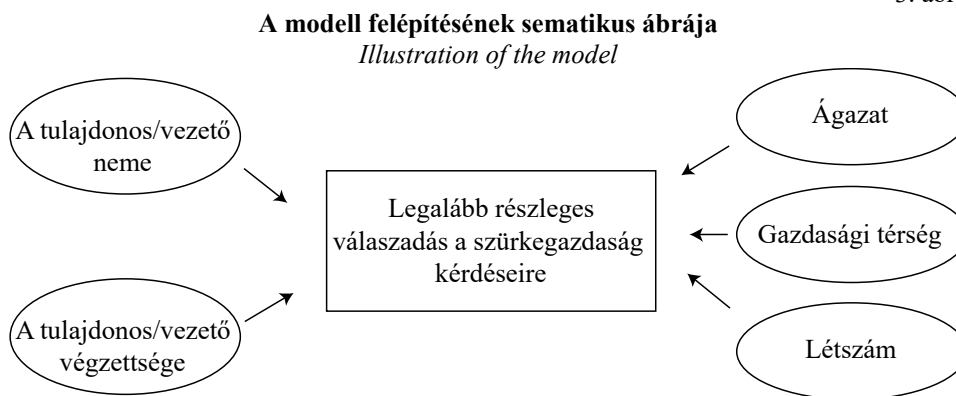 A modell felépítésének sematikus ábrája
Illustration of the model
A tulajdonos/vezető
neme
A tulajdonos/vezető
végzettsége
Legalább részleges
válaszadás a szürkegazdaság
kérdéseire
Ágazat
Gazdasági térség
Létszám